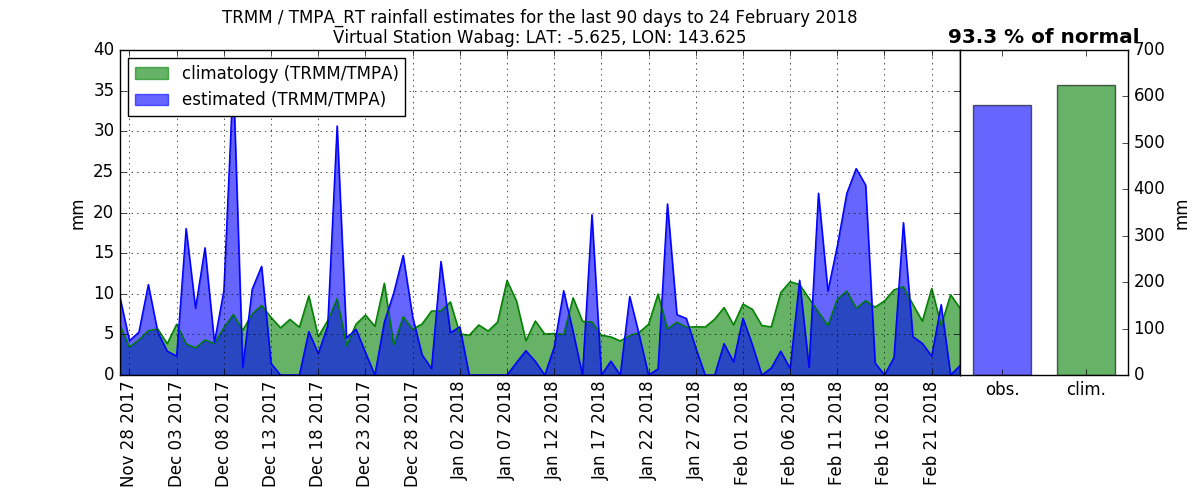 TRMM / TMPA_RT rainfall estimates for the last 90 days to 24 February 2018
Virtual Station Wabag: LAT: -5.625, LON: 143.625
93.3 % of normal
climatology (TRMM/TMPA)
estimated (TRMM/TMPA)
mm
40
35
30
25
20
15
10
5
0
Nov 28 2017
Dec 03 2017
Dec 08 2017
Dec 13 2017
Dec 18 2017
Dec 23 2017
Dec 28 2017
Jan 02 2018
Jan 07 2018
Jan 12 2018
Jan 17 2018
Jan 22 2018
Jan 27 2018
Feb 01 2018
Feb 06 2018
Feb 11 2018
Feb 16 2018
Feb 21 2018
obs.
clim.
700
600
500
400
300
200
100
0
mm